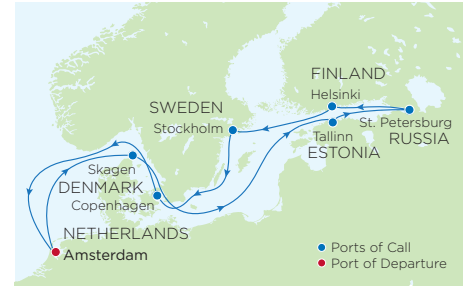 FINLAND
Helsinki
SWEDEN
Stockholm
St. Petersburg
RUSSIA
Tallinn
ESTONIA
Skagen
DENMARK
Copenhagen
NETHERLANDS
Amsterdam
Ports of Call
Port of Departure